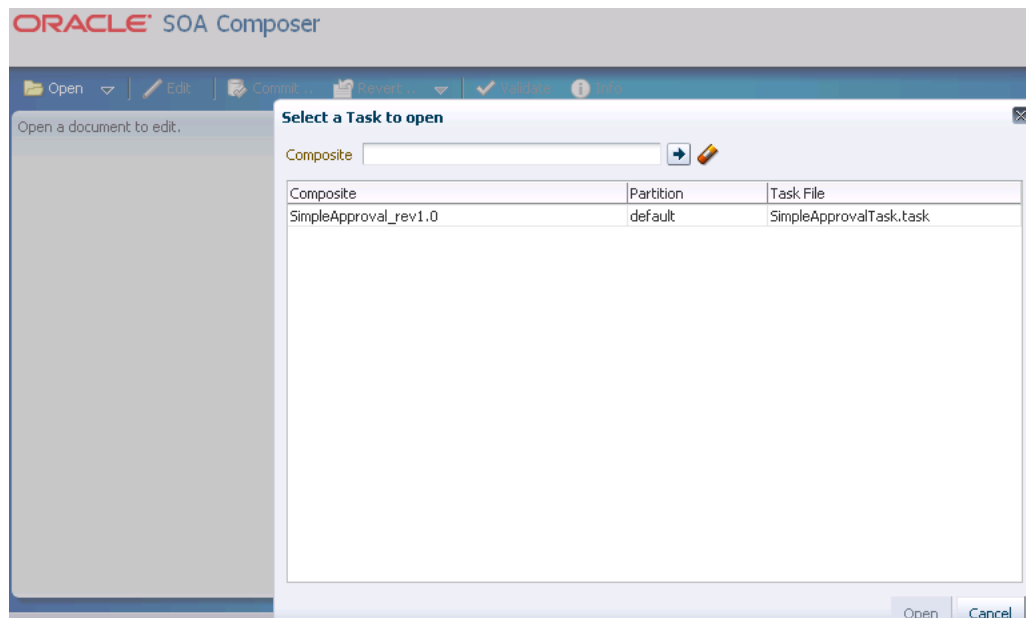 ORACLE SOA Composer
Open Edit Commit .. Revert .. Validate Info
Open a document to edit.
Select a Task to open
Composite
Composite Partition Task File
SimpleApproval_rev1.0 default SimpleApprovalTask.task
Open Cancel